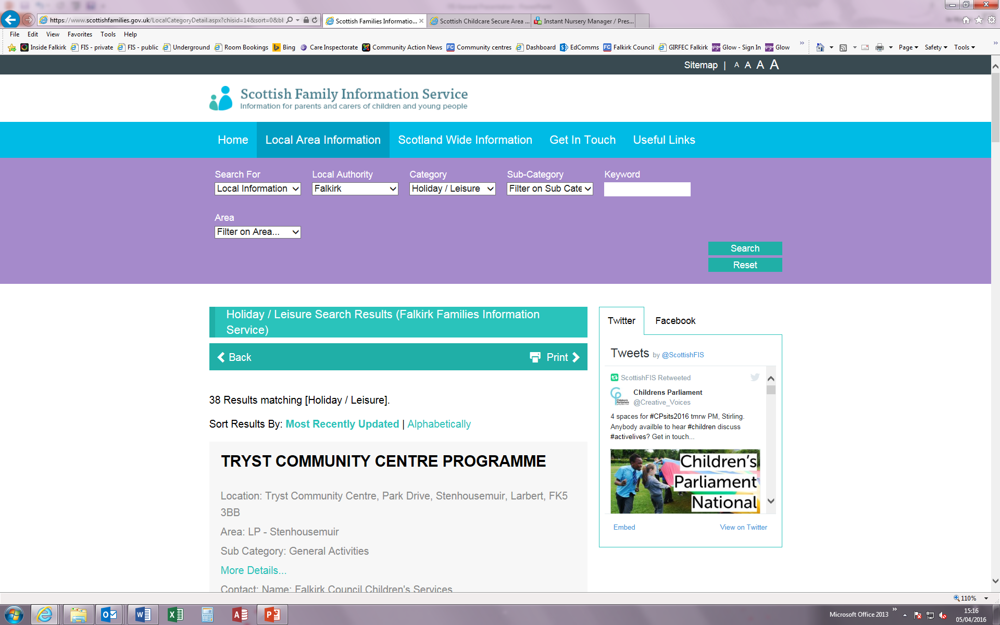 https://www.scottishfamilies.gov.uk/LocalCategoryDetail.aspx?chisid=14&sort=0&bl
Scottish Families Informatio...
Scottish Childcare Secure Area ...
Instant Nursery Manager / Pres...
File Edit View Favorites Tools Help
Inside Falkirk FIS - private FIS - public Underground Room Bookings Bing Care Inspectorate Community Action News Community centres Dashboard EdComms Falkirk Council GIRFEC Falkirk Glow - Sign In Glow Page Safety Tools
Sitemap | A A A A
Scottish Family Information Service
Information for parents and carers of children and young people
Home Local Area Information Scotland Wide Information Get In Touch Useful Links
Search For Local Authority Category Sub-Category Keyword
Local Information Falkirk Holiday / Leisure Filter on Sub Cate
Area
Filter on Area...
Search
Reset
Holiday / Leisure Search Results (Falkirk Families Information
Service)
Back Print
38 Results matching [Holiday / Leisure].
Sort Results By: Most Recently Updated | Alphabetically
TRYST COMMUNITY CENTRE PROGRAMME
Location: Tryst Community Centre, Park Drive, Stenhousemuir, Larbert, FK5
3BB
Area: LP - Stenhousemuir
Sub Category: General Activities
More Details...
Contact: Name: Falkirk Council Children's Services
Twitter Facebook
Tweets by @ScottishFIS
ScottishFIS Retweeted
Childrens Parliament
@Creative_Voices
4 spaces for #CPsits2016 tmrw PM, Stirling.
Anybody availble to hear #children discuss
#activelives? Get in touch...
Children's
Parliament
National
Embed View on Twitter
110%
Microsoft Office 2013
15:16
05/04/2016